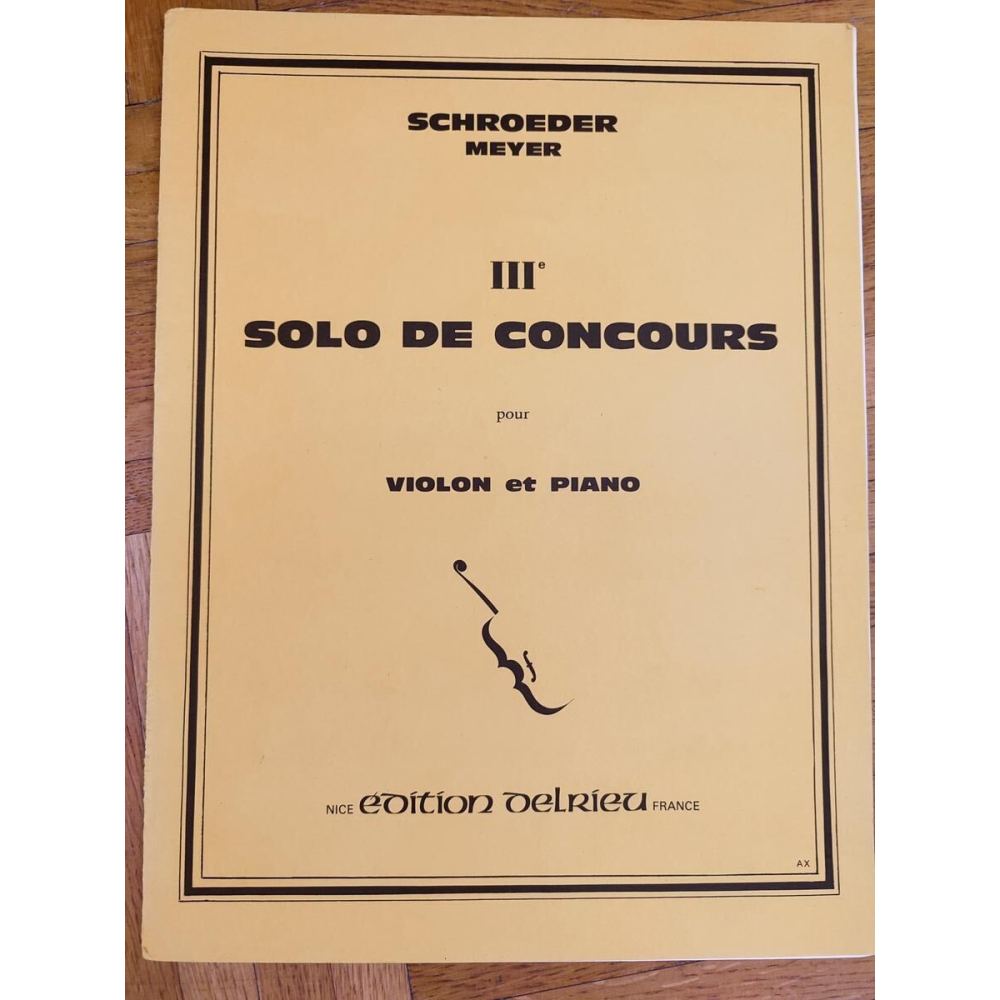 SCHROEDER
MEYER
IIIe
SOLO DE CONCOURS
pour
VIOLON et PIANO
NICE édition delrieu FRANCE
AX